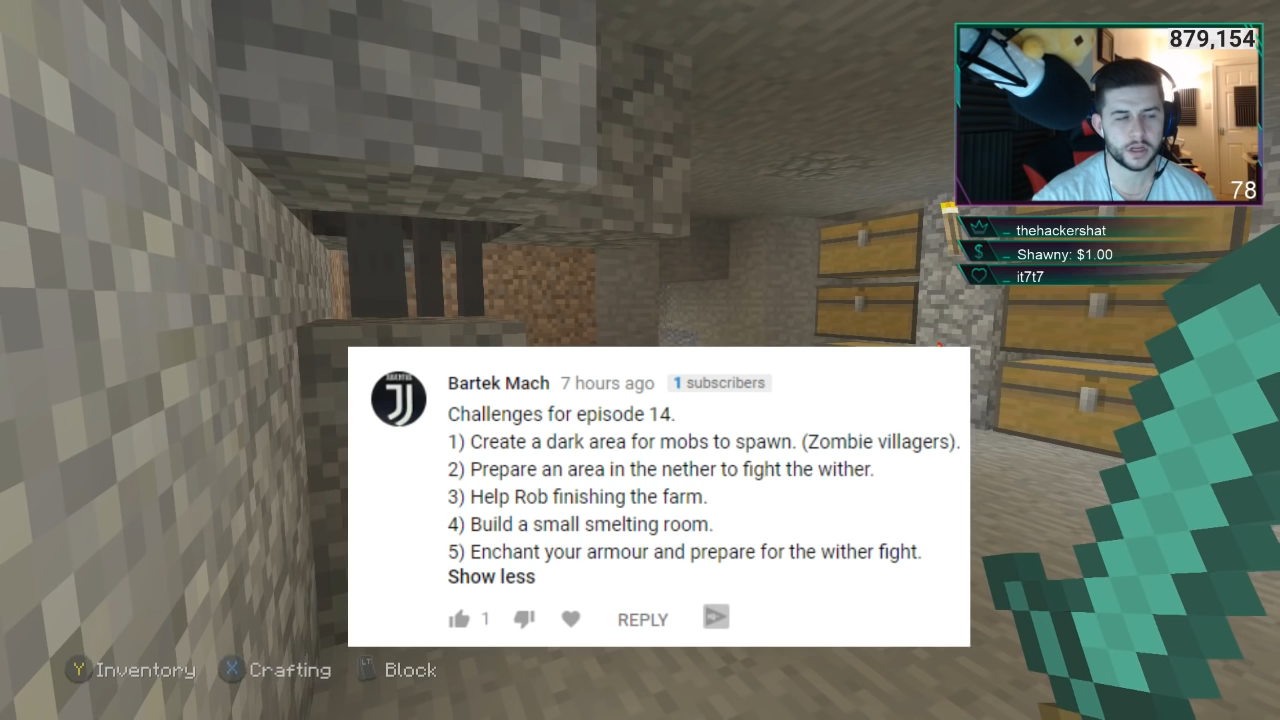 879,154
78
thehackershat
Shawny: $1.00
it7t7
Bartek Mach 7 hours ago 1 subscribers
Challenges for episode 14.
1) Create a dark area for mobs to spawn. (Zombie villagers).
2) Prepare an area in the nether to fight the wither.
3) Help Rob finishing the farm.
4) Build a small smelting room.
5) Enchant your armour and prepare for the wither fight.
Show less
1 REPLY
Y Inventory X Crafting LT Block